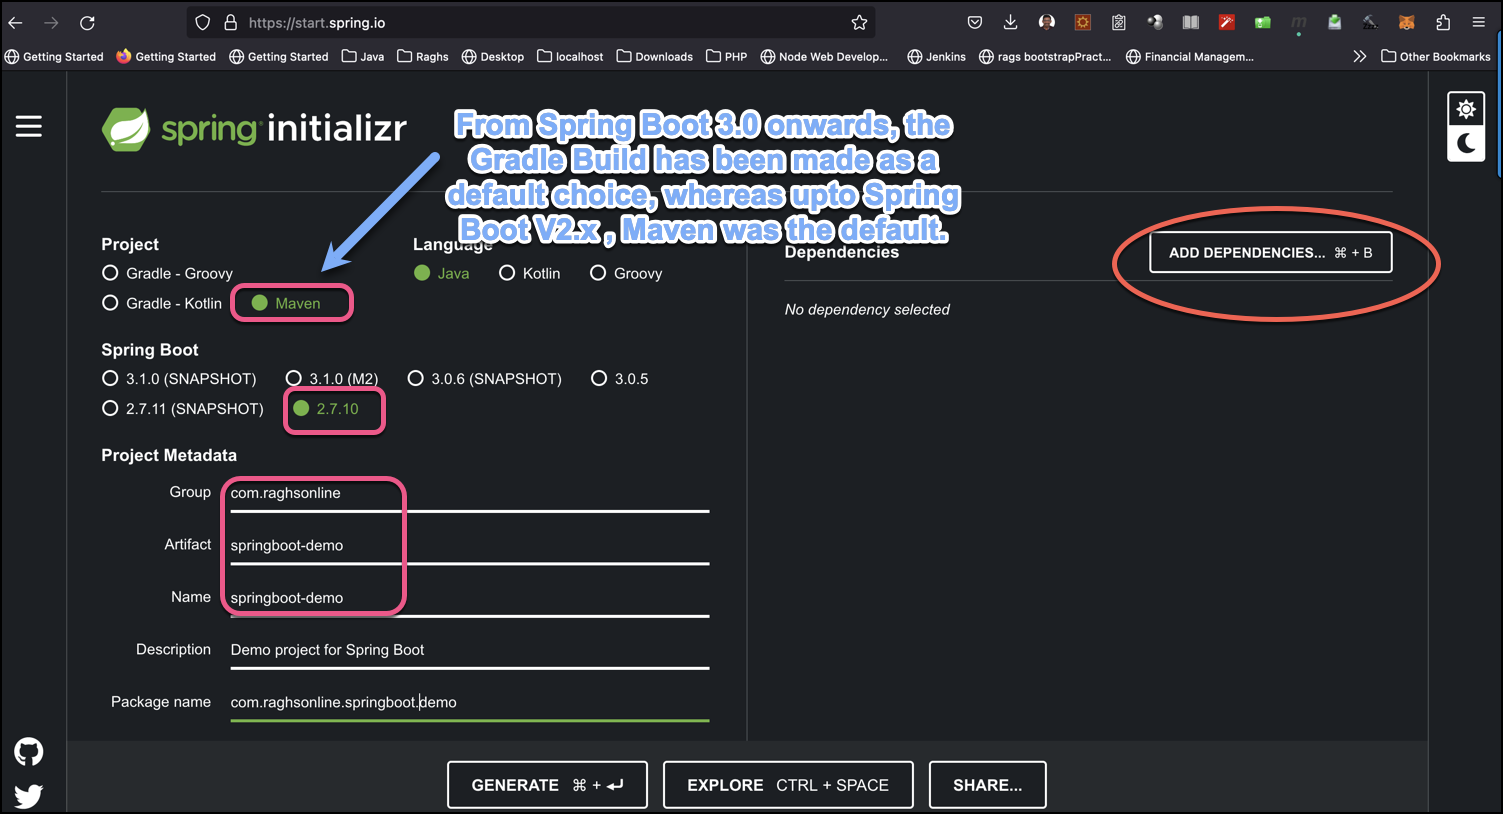 https://start.spring.io
Getting Started
Getting Started
Getting Started
Java
Raghs
Desktop
localhost
Downloads
PHP
Node Web Develop...
Jenkins
rags bootstrapPract...
Financial Managem...
Other Bookmarks
spring initializr
From Spring Boot 3.0 onwards, the
Gradle Build has been made as a
default choice, whereas upto Spring
Boot V2.x , Maven was the default.
Project
Gradle - Groovy
Gradle - Kotlin
Maven
Language
Java
Kotlin
Groovy
Spring Boot
3.1.0 (SNAPSHOT)
3.1.0 (M2)
3.0.6 (SNAPSHOT)
3.0.5
2.7.11 (SNAPSHOT)
2.7.10
Project Metadata
Group
com.raghsonline
Artifact
springboot-demo
Name
springboot-demo
Description
Demo project for Spring Boot
Package name
com.raghsonline.springboot.demo
Dependencies
ADD DEPENDENCIES... ⌘ + B
No dependency selected
GENERATE ⌘ + ↵
EXPLORE CTRL + SPACE
SHARE...